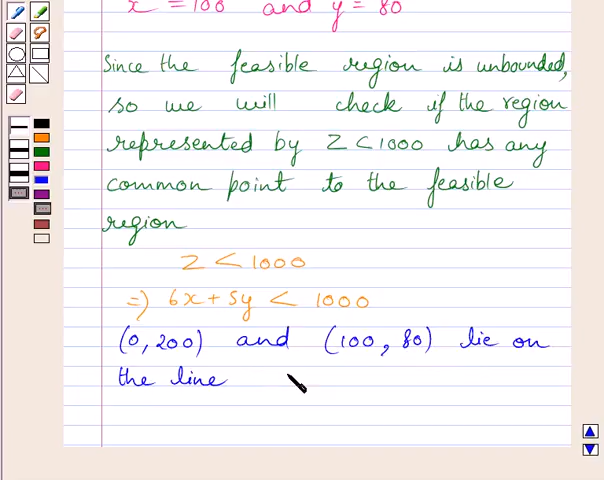 x = 100 and y = 80
Since the feasible region is unbounded,
so we will check if the region
represented by Z < 1000 has any
common point to the feasible
region
Z < 1000
=) 6x + 5y < 1000
(0, 200) and (100, 80) lie on
the line